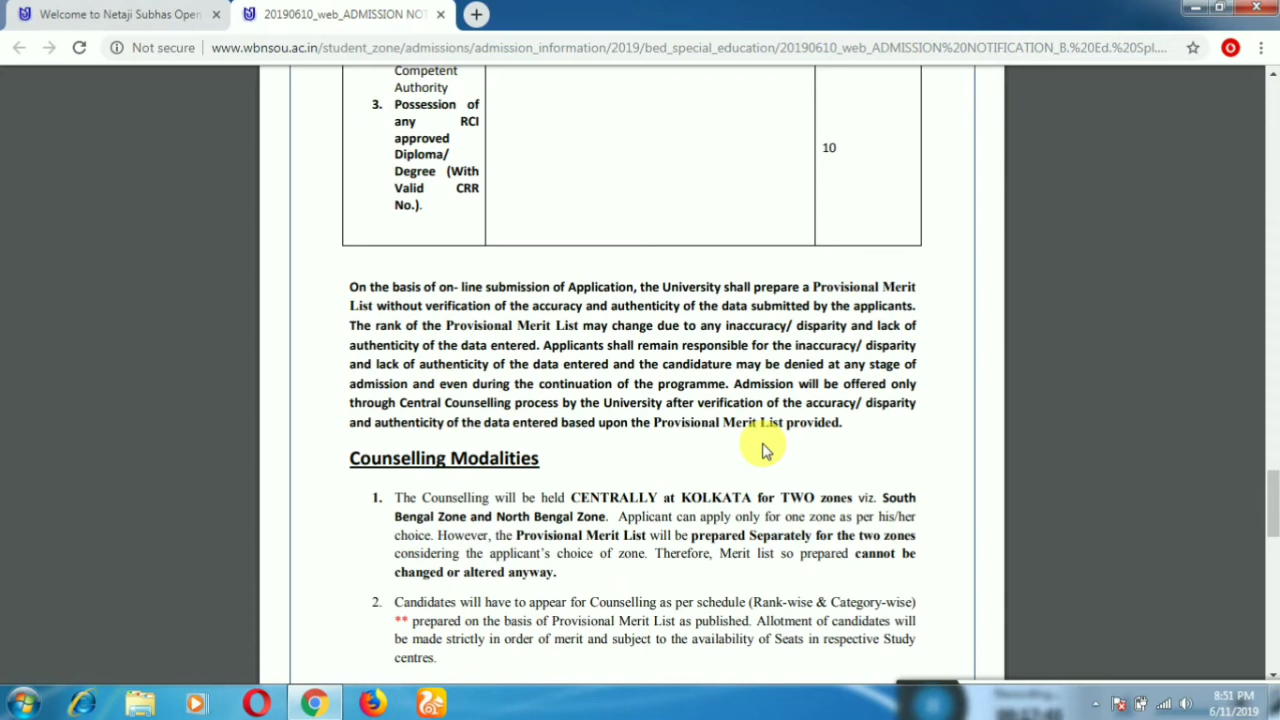 Welcome to Netaji Subhas Open
20190610_web_ADMISSION NOT
Not secure
www.wbnsou.ac.in/student_zone/admissions/admission_information/2019/bed_special_education/20190610_web_ADMISSION%20NOTIFICATION_B.%20Ed.%20Spl....
Competent
Authority
3. Possession of
any RCI
approved
Diploma/
Degree (With
Valid CRR
No.).
10
On the basis of on- line submission of Application, the University shall prepare a Provisional Merit
List without verification of the accuracy and authenticity of the data submitted by the applicants.
The rank of the Provisional Merit List may change due to any inaccuracy/ disparity and lack of
authenticity of the data entered. Applicants shall remain responsible for the inaccuracy/ disparity
and lack of authenticity of the data entered and the candidature may be denied at any stage of
admission and even during the continuation of the programme. Admission will be offered only
through Central Counselling process by the University after verification of the accuracy/ disparity
and authenticity of the data entered based upon the Provisional Merit List provided.
Counselling Modalities
1. The Counselling will be held CENTRALLY at KOLKATA for TWO zones viz. South
Bengal Zone and North Bengal Zone. Applicant can apply only for one zone as per his/her
choice. However, the Provisional Merit List will be prepared Separately for the two zones
considering the applicant's choice of zone. Therefore, Merit list so prepared cannot be
changed or altered anyway.
2. Candidates will have to appear for Counselling as per schedule (Rank-wise & Category-wise)
** prepared on the basis of Provisional Merit List as published. Allotment of candidates will
be made strictly in order of merit and subject to the availability of Seats in respective Study
centres.
8:51 PM
6/11/2019